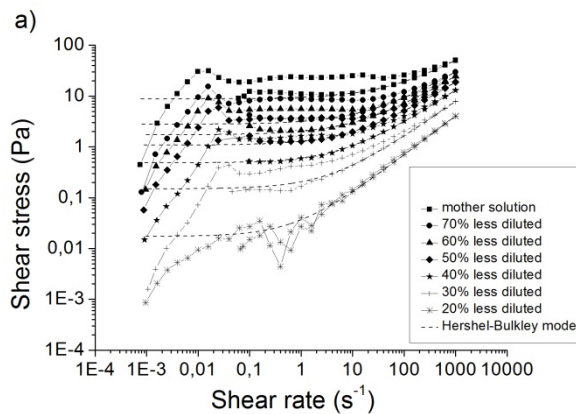 a)
100
10
1
0,1
0,01
1E-3
1E-4
Shear stress (Pa)
mother solution
70% less diluted
60% less diluted
50% less diluted
40% less diluted
30% less diluted
20% less diluted
Hershel-Bulkley mode
1E-4 1E-3 0,01 0,1 1 10 100 1000 10000
Shear rate (s⁻¹)